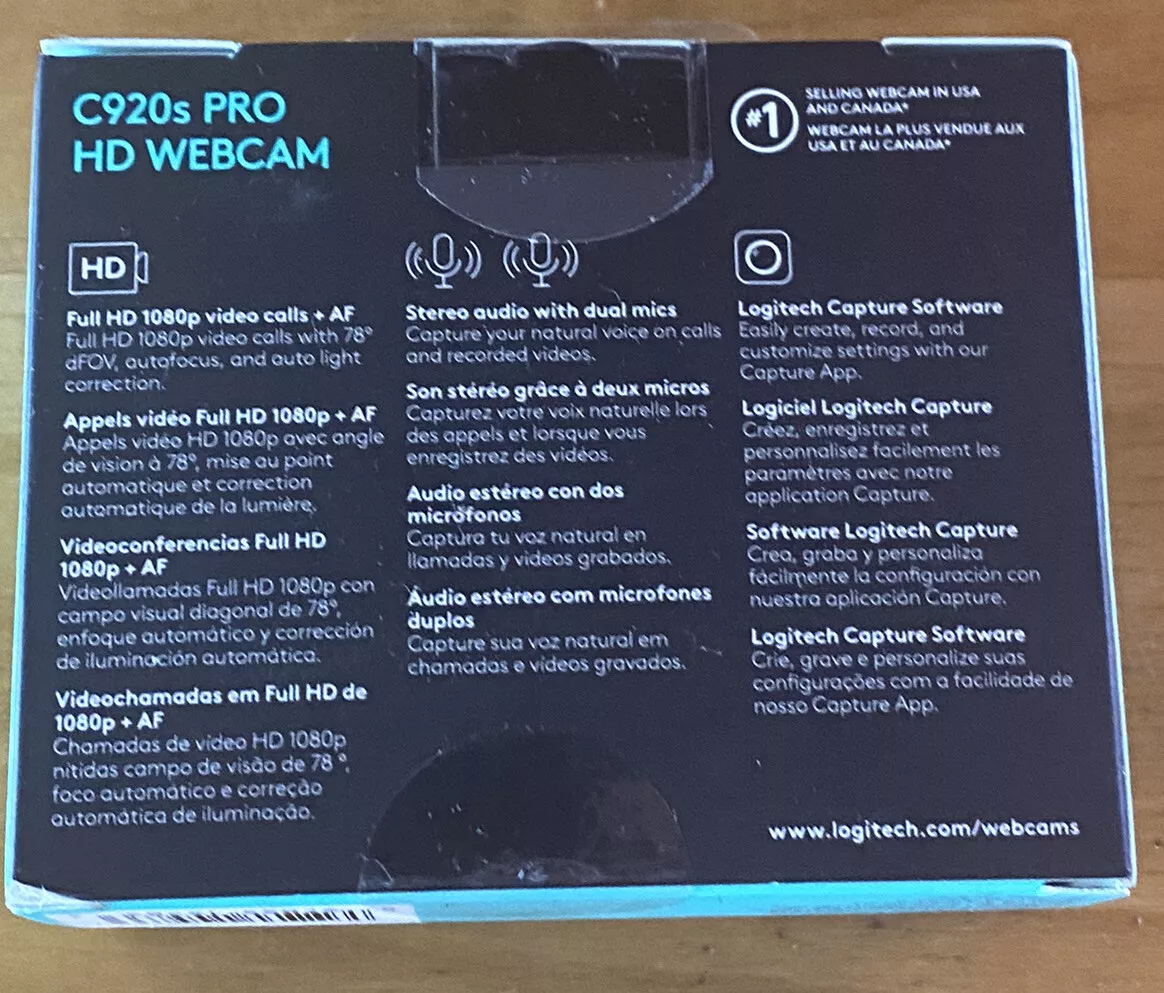 C920s PRO
HD WEBCAM
#1
SELLING WEBCAM IN USA
AND CANADA*
WEBCAM LA PLUS VENDUE AUX
USA ET AU CANADA*
HD
Full HD 1080p video calls + AF
Full HD 1080p video calls with 78°
dFOV, autofocus, and auto light
correction.
Appels vidéo Full HD 1080p + AF
Appels vidéo HD 1080p avec angle
de vision à 78°, mise au point
automatique et correction
automatique de la lumière.
Videoconferencias Full HD
1080p + AF
Videollamadas Full HD 1080p con
campo visual diagonal de 78°,
enfoque automático y corrección
de iluminación automática.
Videochamadas em Full HD de
1080p + AF
Chamadas de vídeo HD 1080p
nítidas campo de visão de 78 °,
foco automático e correção
automática de iluminação.
Stereo audio with dual mics
Capture your natural voice on calls
and recorded videos.
Son stéréo grâce à deux micros
Capturez votre voix naturelle lors
des appels et lorsque vous
enregistrez des vidéos.
Audio estéreo con dos
micrófonos
Captura tu voz natural en
llamadas y videos grabados.
Áudio estéreo com microfones
duplos
Capture sua voz natural em
chamadas e vídeos gravados.
Logitech Capture Software
Easily create, record, and
customize settings with our
Capture App.
Logiciel Logitech Capture
Créez, enregistrez et
personnalisez facilement les
paramètres avec notre
application Capture.
Software Logitech Capture
Crea, graba y personaliza
fácilmente la configuración con
nuestra aplicación Capture.
Logitech Capture Software
Crie, grave e personalize suas
configurações com a facilidade de
nosso Capture App.
www.logitech.com/webcams